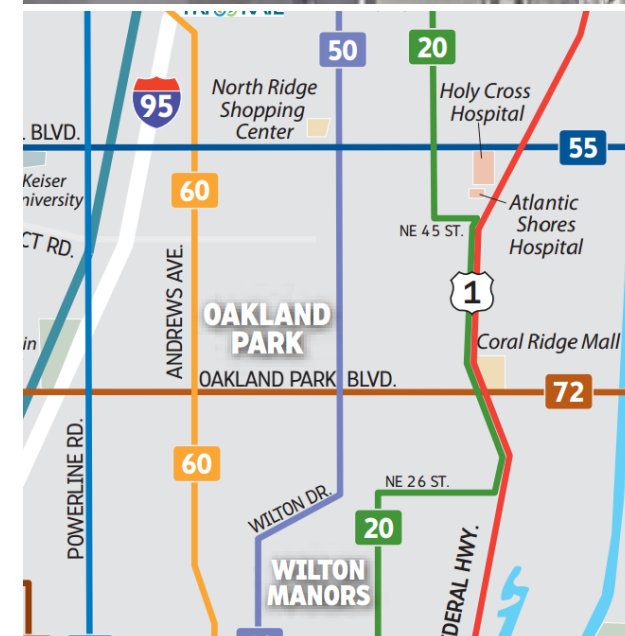 50
20
North Ridge
Shopping
Center
Holy Cross
Hospital
95
. BLVD.
55
Keiser
niversity
60
Atlantic
Shores
Hospital
NE 45 ST.
CT RD.
ANDREWS AVE.
1
OAKLAND
PARK
in
Coral Ridge Mall
OAKLAND PARK BLVD.
72
POWERLINE RD.
60
NE 26 ST.
WILTON DR.
20
WILTON
MANORS
DERAL HWY.